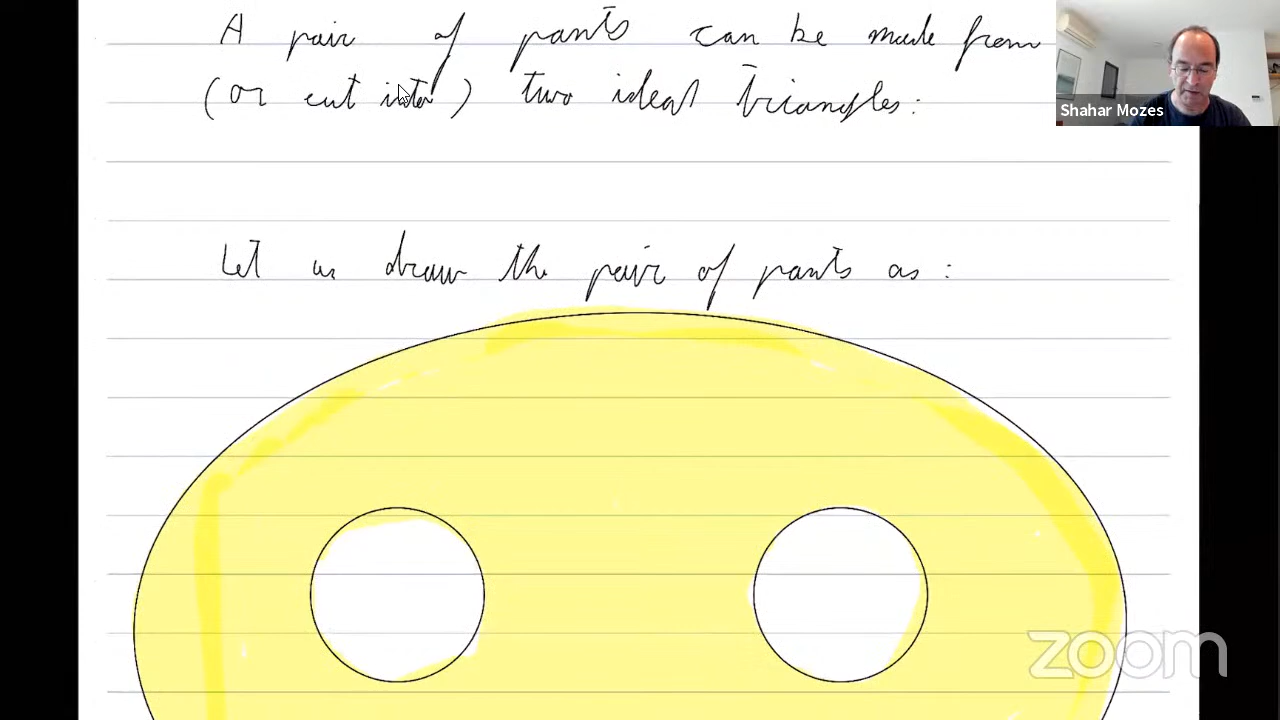 A pair of pants can be made from
(or cut into) two ideal triangles:
Shahar Mozes
Let us draw the pair of pants as:
zoom